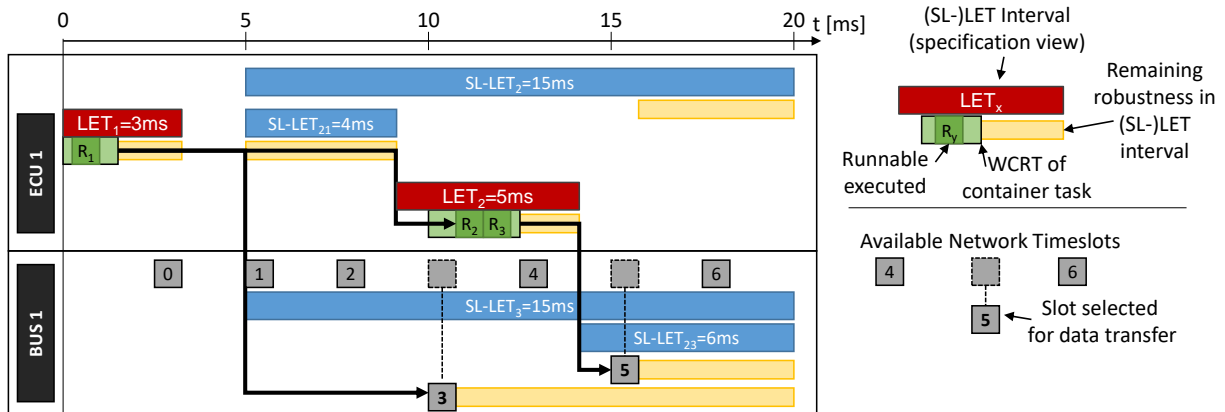 0 5 10 15 20 t [ms]
ECU 1
SL-LET₂=15ms
LET₁=3ms
SL-LET₂₁=4ms
R₁
LET₂=5ms
R₂ R₃
BUS 1
0 1 2 4 6
SL-LET₃=15ms
SL-LET₂₃=6ms
5
3
(SL-)LET Interval
(specification view)
Remaining
robustness in
(SL-)LET
interval
LETₓ
Rᵧ
Runnable
executed
WCRT of
container task
Available Network Timeslots
4 6
5
Slot selected
for data transfer